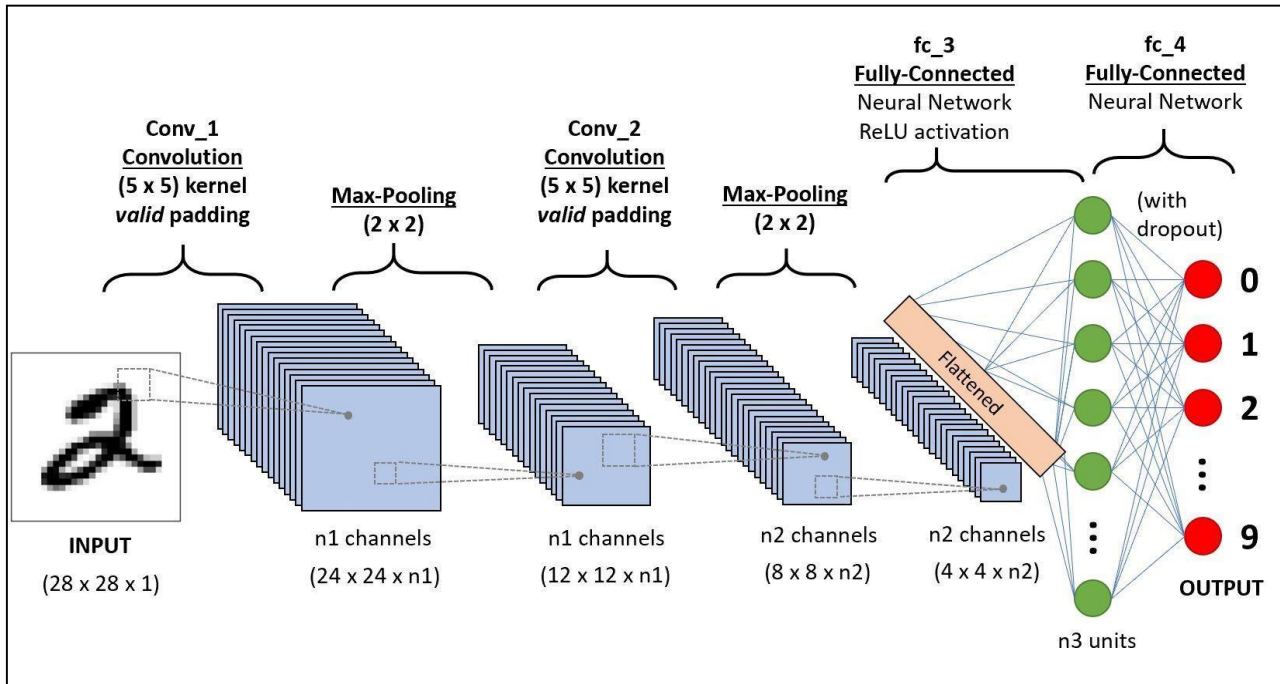 Conv_1
Convolution
(5 x 5) kernel
valid padding
Max-Pooling
(2 x 2)
Conv_2
Convolution
(5 x 5) kernel
valid padding
Max-Pooling
(2 x 2)
fc_3
Fully-Connected
Neural Network
ReLU activation
fc_4
Fully-Connected
Neural Network
(with
dropout)
Flattened
2
INPUT
(28 x 28 x 1)
n1 channels
(24 x 24 x n1)
n1 channels
(12 x 12 x n1)
n2 channels
(8 x 8 x n2)
n2 channels
(4 x 4 x n2)
n3 units
0
1
2
9
OUTPUT